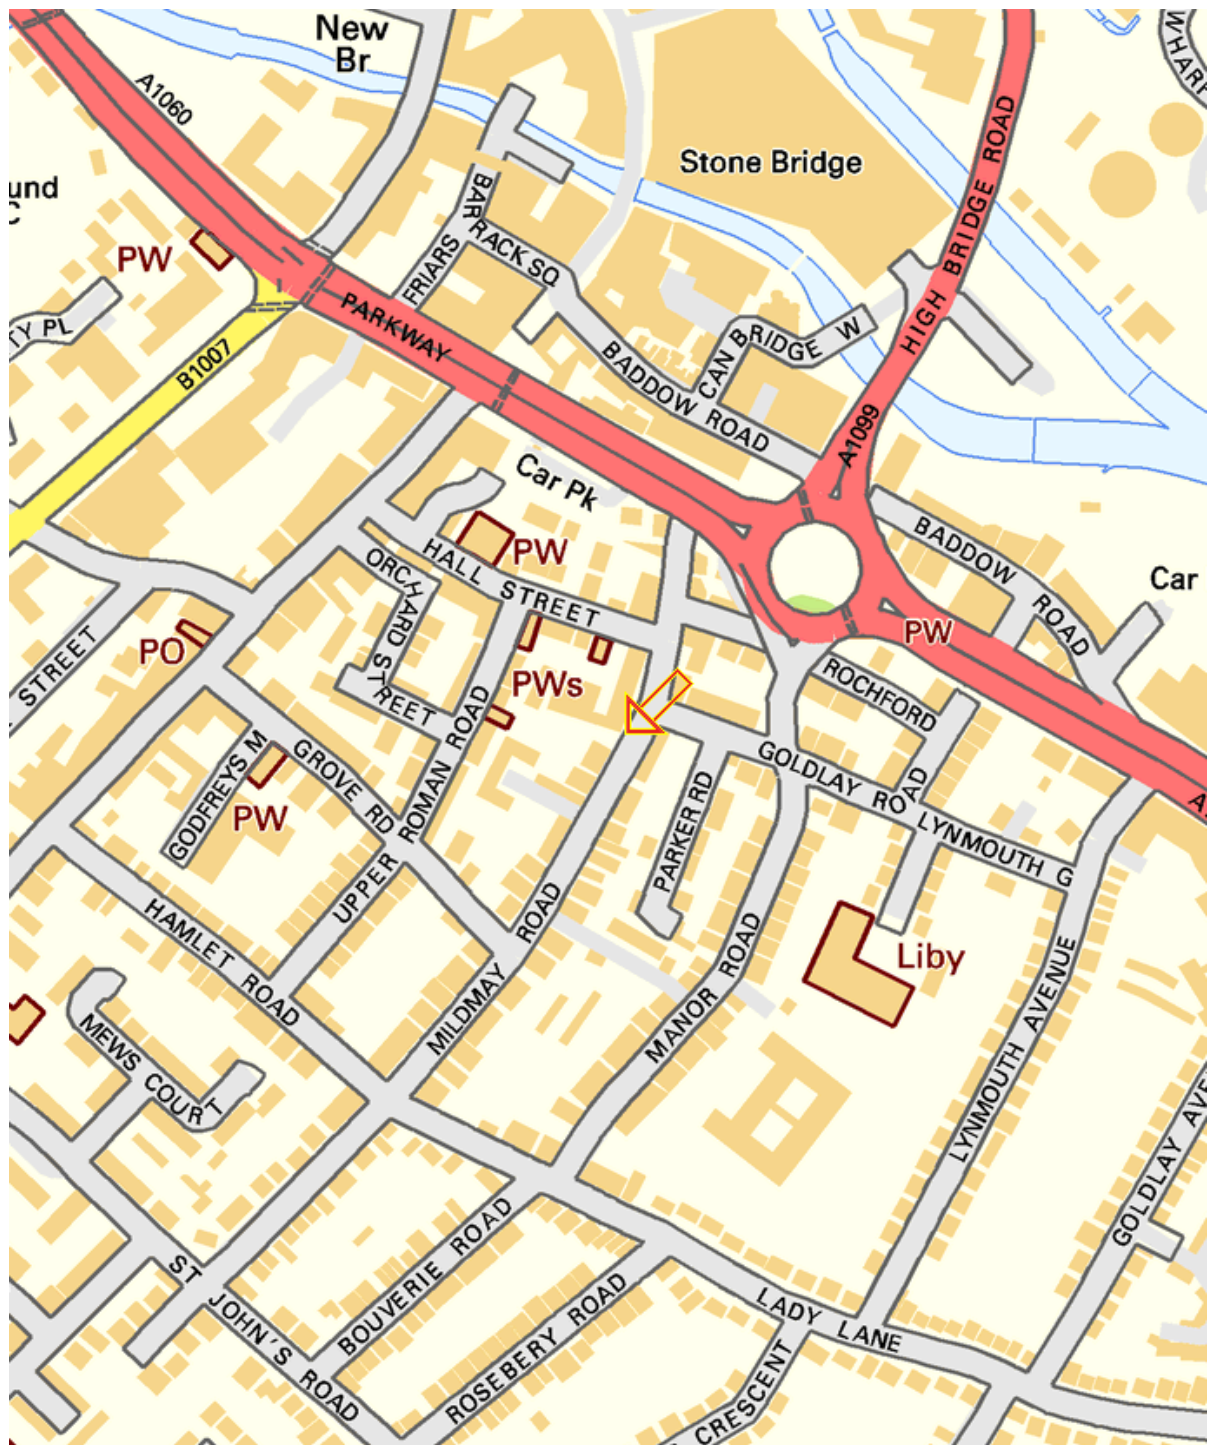 New
Br
A1060
WHARF
HIGH BRIDGE ROAD
Stone Bridge
und
C
PW
BARRACK SQ
FRIARS
TY PL
PARKWAY
B1007
CAN BRIDGE W
BADDOW ROAD
A1099
Car Pk
BADDOW ROAD
Car
PW
HALL STREET
ORCHARD STREET
PW
PO
STREET
PWs
ROCHFORD ROAD
GOLDLAY ROAD
LYNMOUTH G
A
GROVE RD
GODFREYS M
PW
UPPER ROMAN ROAD
PARKER RD
MILDMAY ROAD
MANOR ROAD
Liby
HAMLET ROAD
LYNMOUTH AVENUE
MEWS COURT
GOLDLAY AVE
ST JOHN'S ROAD
BOUVERIE ROAD
ROSEBERY ROAD
LADY LANE
CRESCENT